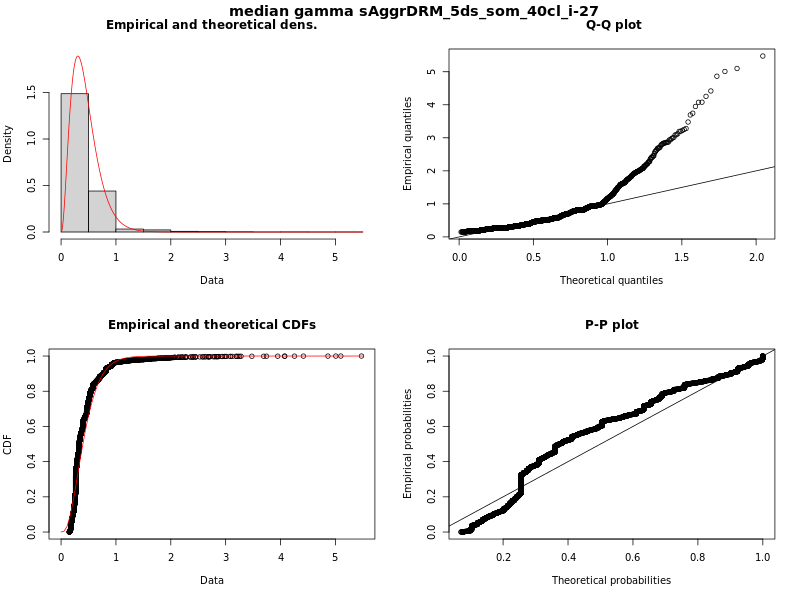 median gamma sAggrDRM_5ds_som_40cl_i-27
Empirical and theoretical dens.
Density
0.0 0.5 1.0 1.5
0 1 2 3 4 5
Data
Q-Q plot
Empirical quantiles
0 1 2 3 4 5
0.0 0.5 1.0 1.5 2.0
Theoretical quantiles
Empirical and theoretical CDFs
CDF
0.0 0.2 0.4 0.6 0.8 1.0
0 1 2 3 4 5
Data
P-P plot
Empirical probabilities
0.0 0.2 0.4 0.6 0.8 1.0
0.2 0.4 0.6 0.8 1.0
Theoretical probabilities